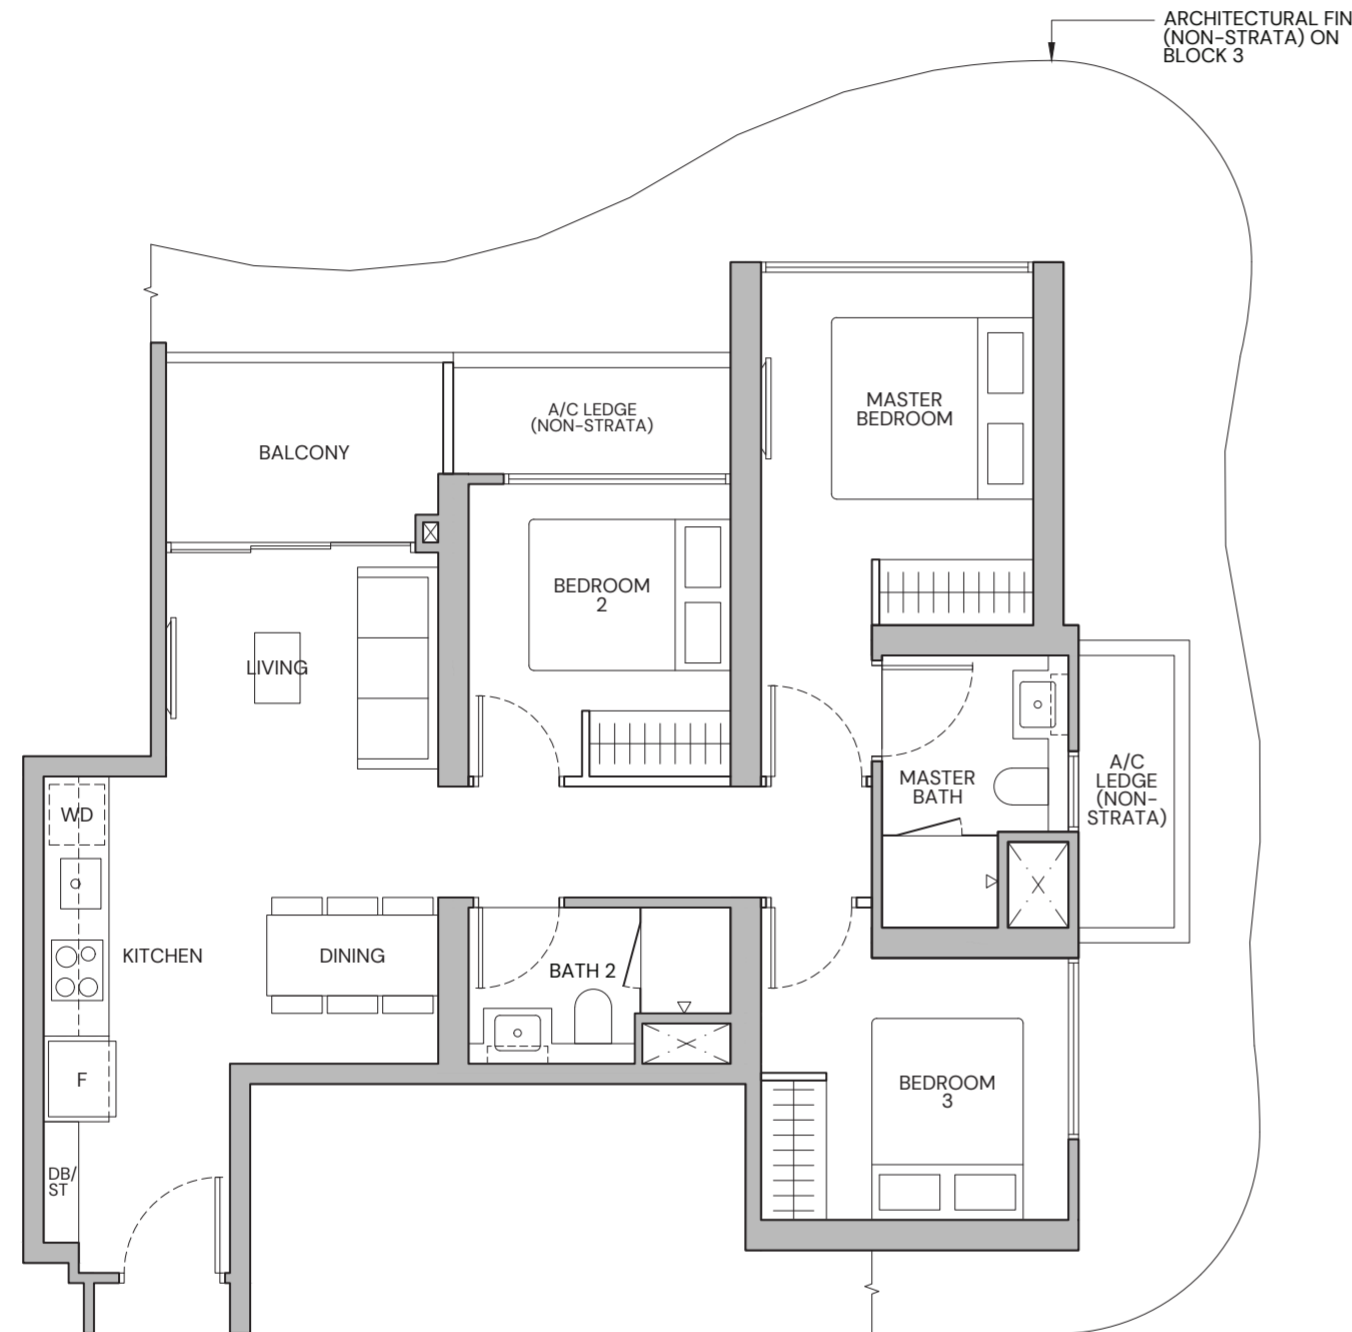 ARCHITECTURAL FIN
(NON-STRATA) ON
BLOCK 3
MASTER
BEDROOM
A/C LEDGE
(NON-STRATA)
BALCONY
BEDROOM
2
LIVING
A/C
LEDGE
(NON-
STRATA)
MASTER
BATH
WD
KITCHEN
DINING
BATH 2
F
BEDROOM
3
DB/
ST